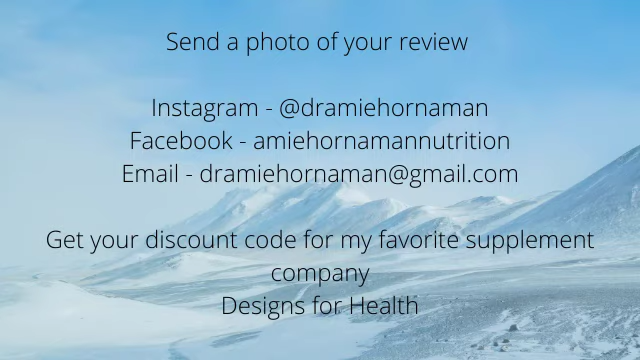 Send a photo of your review
Instagram - @dramiehornaman
Facebook - amiehornamannutrition
Email - dramiehornaman@gmail.com
Get your discount code for my favorite supplement
company
Designs for Health